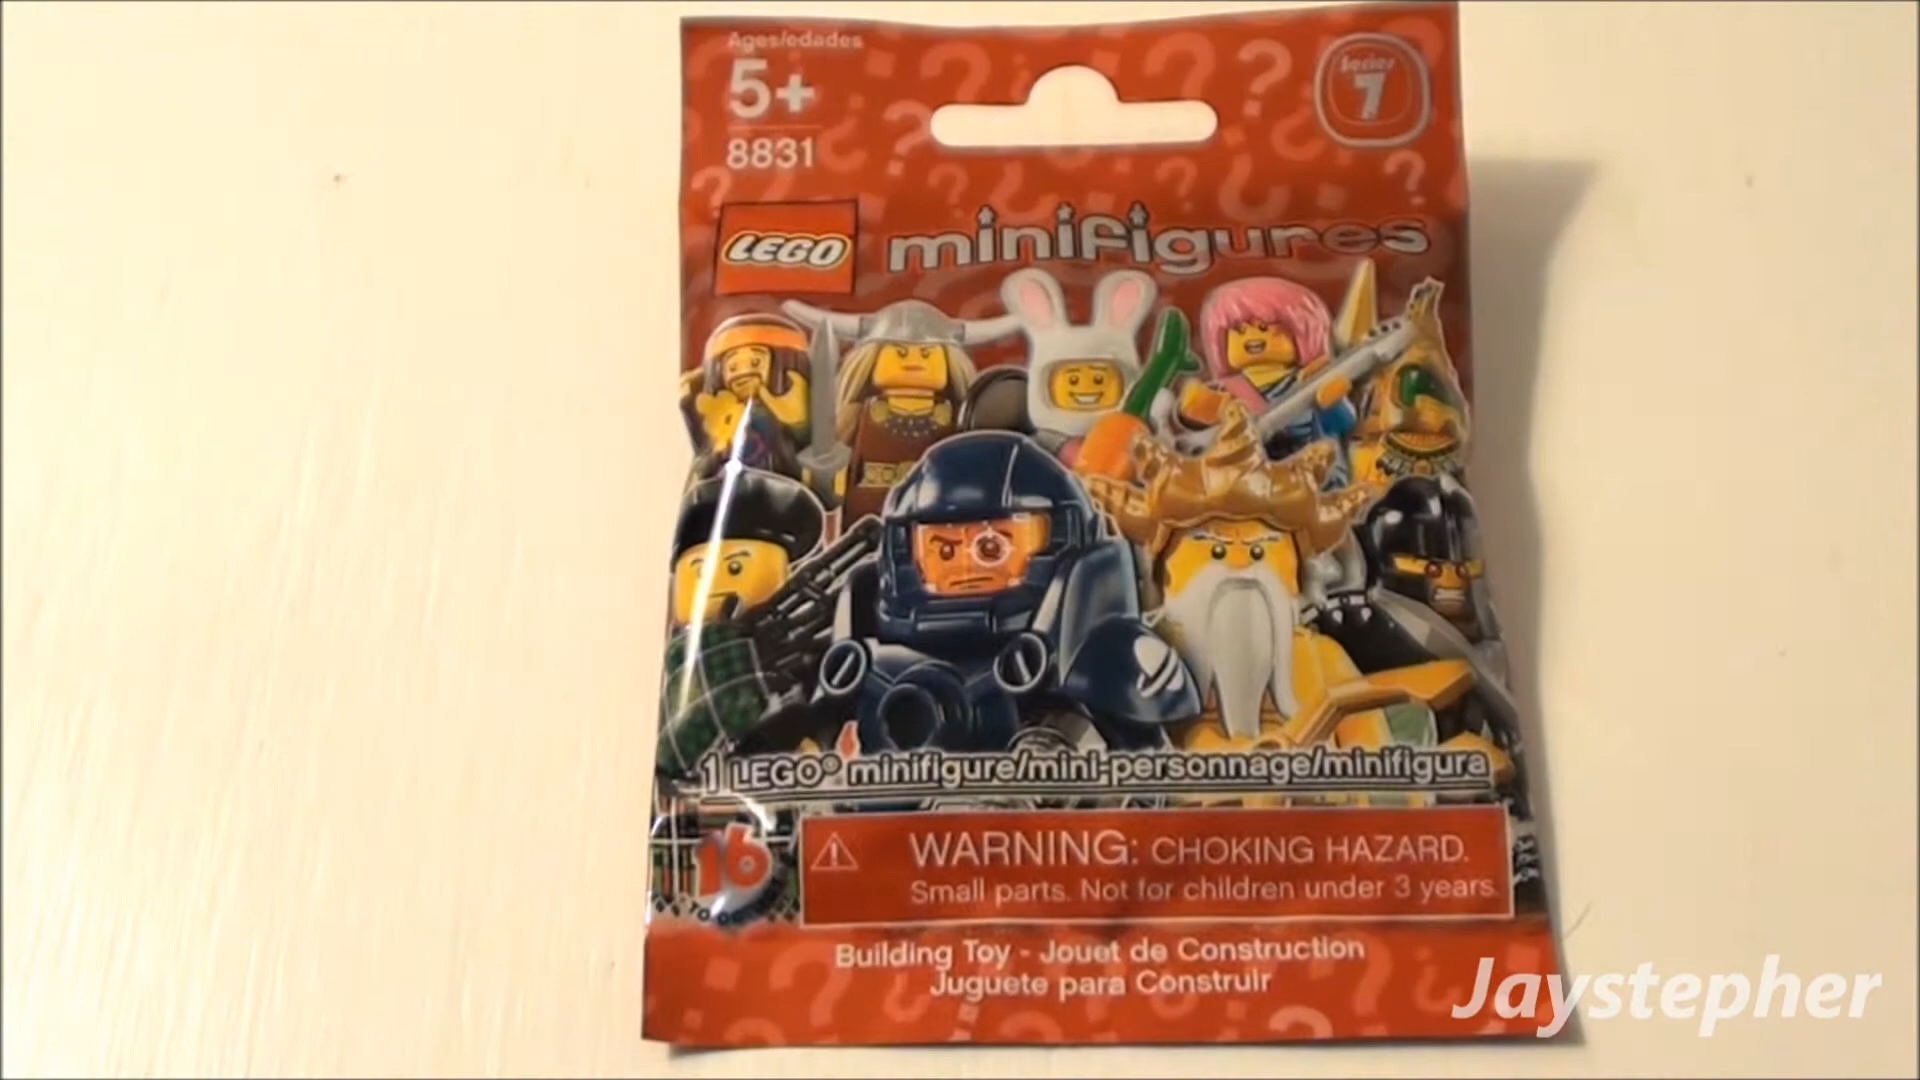 Ages/edades
5+
8831
Series
7
LEGO
minifigures
1 LEGO® minifigure/mini-personnage/minifigura
16
WARNING: CHOKING HAZARD.
Small parts. Not for children under 3 years.
Building Toy - Jouet de Construction
Juguete para Construir
Jaystepher